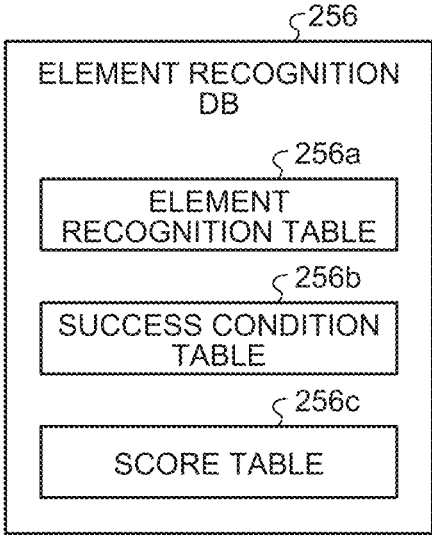 256
ELEMENT RECOGNITION
DB
256a
ELEMENT
RECOGNITION TABLE
256b
SUCCESS CONDITION
TABLE
256c
SCORE TABLE